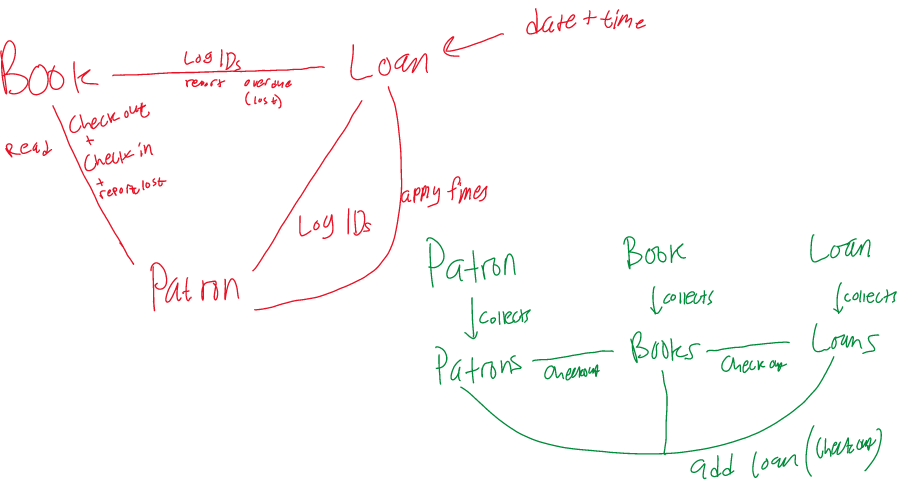 date + time
Book
Log IDs
Loan
report overdue
(lost)
Read
Check out
+
Check in
+
report lost
apply fines
Log IDs
Patron
Patron
Book
Loan
collects
collects
collects
Patrons
Checkout
Books
Check out
Loans
add loan (Checkout)